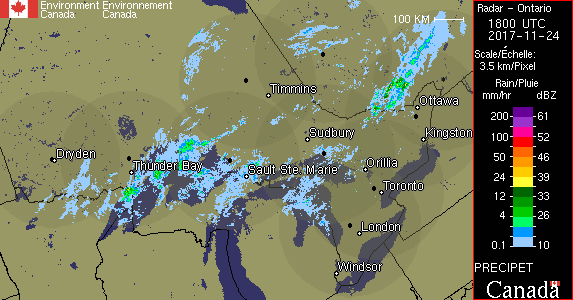 Environment Environnement
Canada Canada
100 KM
Timmins
Ottawa
Sudbury
Kingston
Dryden
Thunder Bay
Sault Ste. Marie
Orillia
Toronto
London
Windsor
Radar - Ontario
1800 UTC
2017-11-24
Scale/Échelle:
3.5 km/Pixel
Rain/Pluie
mm/hr dBZ
200 61
100 52
50 46
24 39
12 33
4 26
0.1 10
PRECIPET
Canada